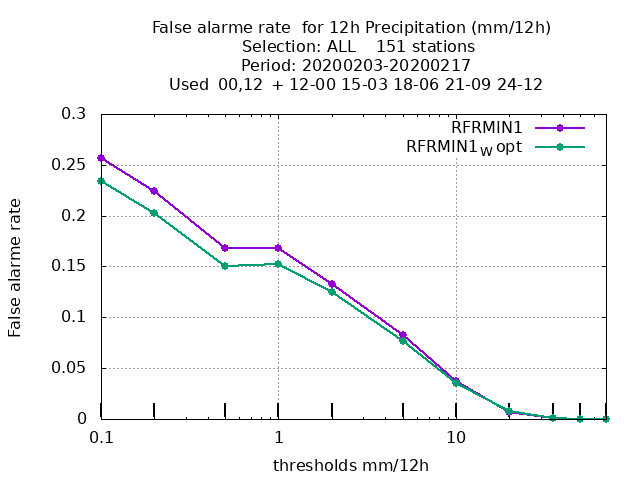 False alarme rate  for 12h Precipitation (mm/12h)
Selection: ALL    151 stations
Period: 20200203-20200217
Used  00,12  + 12-00 15-03 18-06 21-09 24-12
RFRMIN1
RFRMIN1W opt
0.3
0.25
0.2
0.15
0.1
0.05
0
False alarme rate
0.1 1 10
thresholds mm/12h